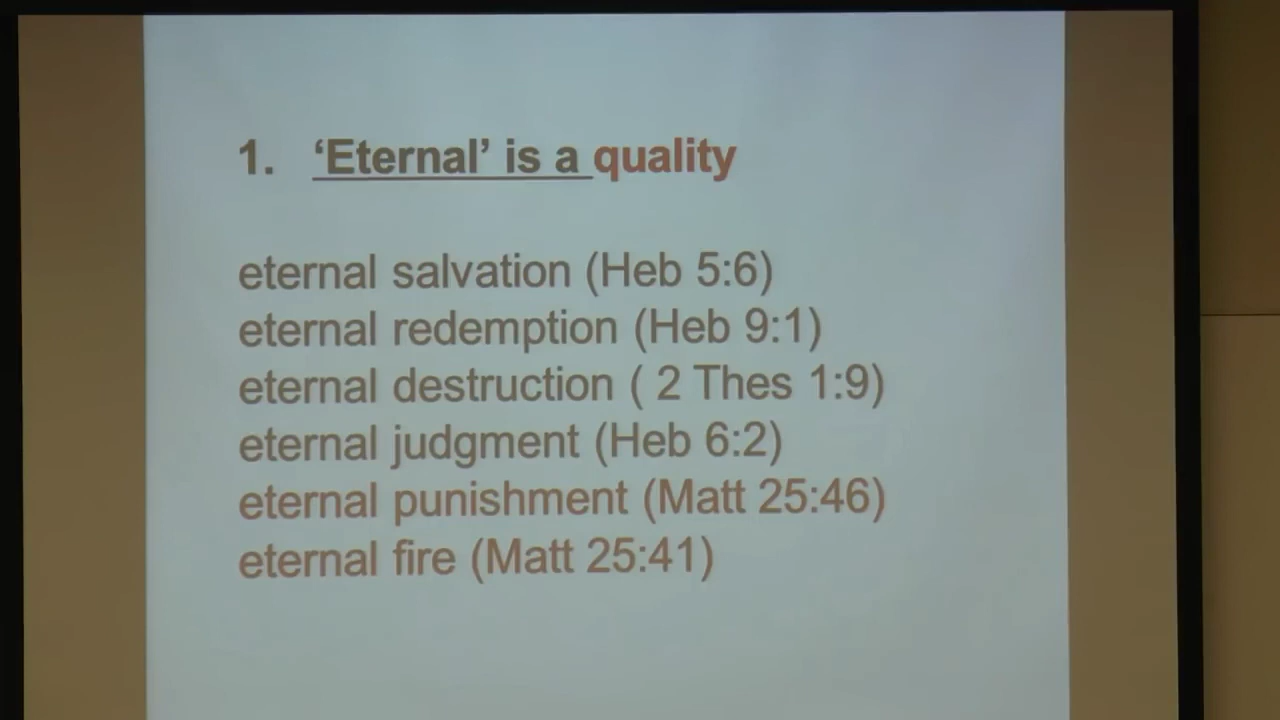 1. ‘Eternal’ is a quality
eternal salvation (Heb 5:6)
eternal redemption (Heb 9:1)
eternal destruction ( 2 Thes 1:9)
eternal judgment (Heb 6:2)
eternal punishment (Matt 25:46)
eternal fire (Matt 25:41)